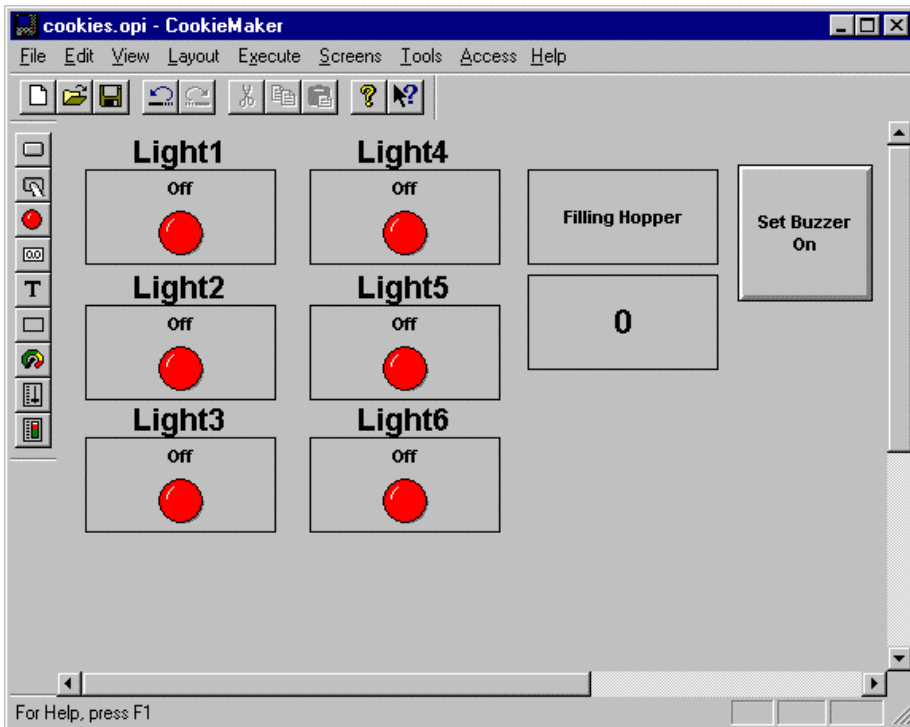 cookies.opi - CookieMaker
File Edit View Layout Execute Screens Tools Access Help
T
Light1
Off
Light4
Off
Filling Hopper
Set Buzzer
On
Light2
Off
Light5
Off
0
Light3
Off
Light6
Off
For Help, press F1